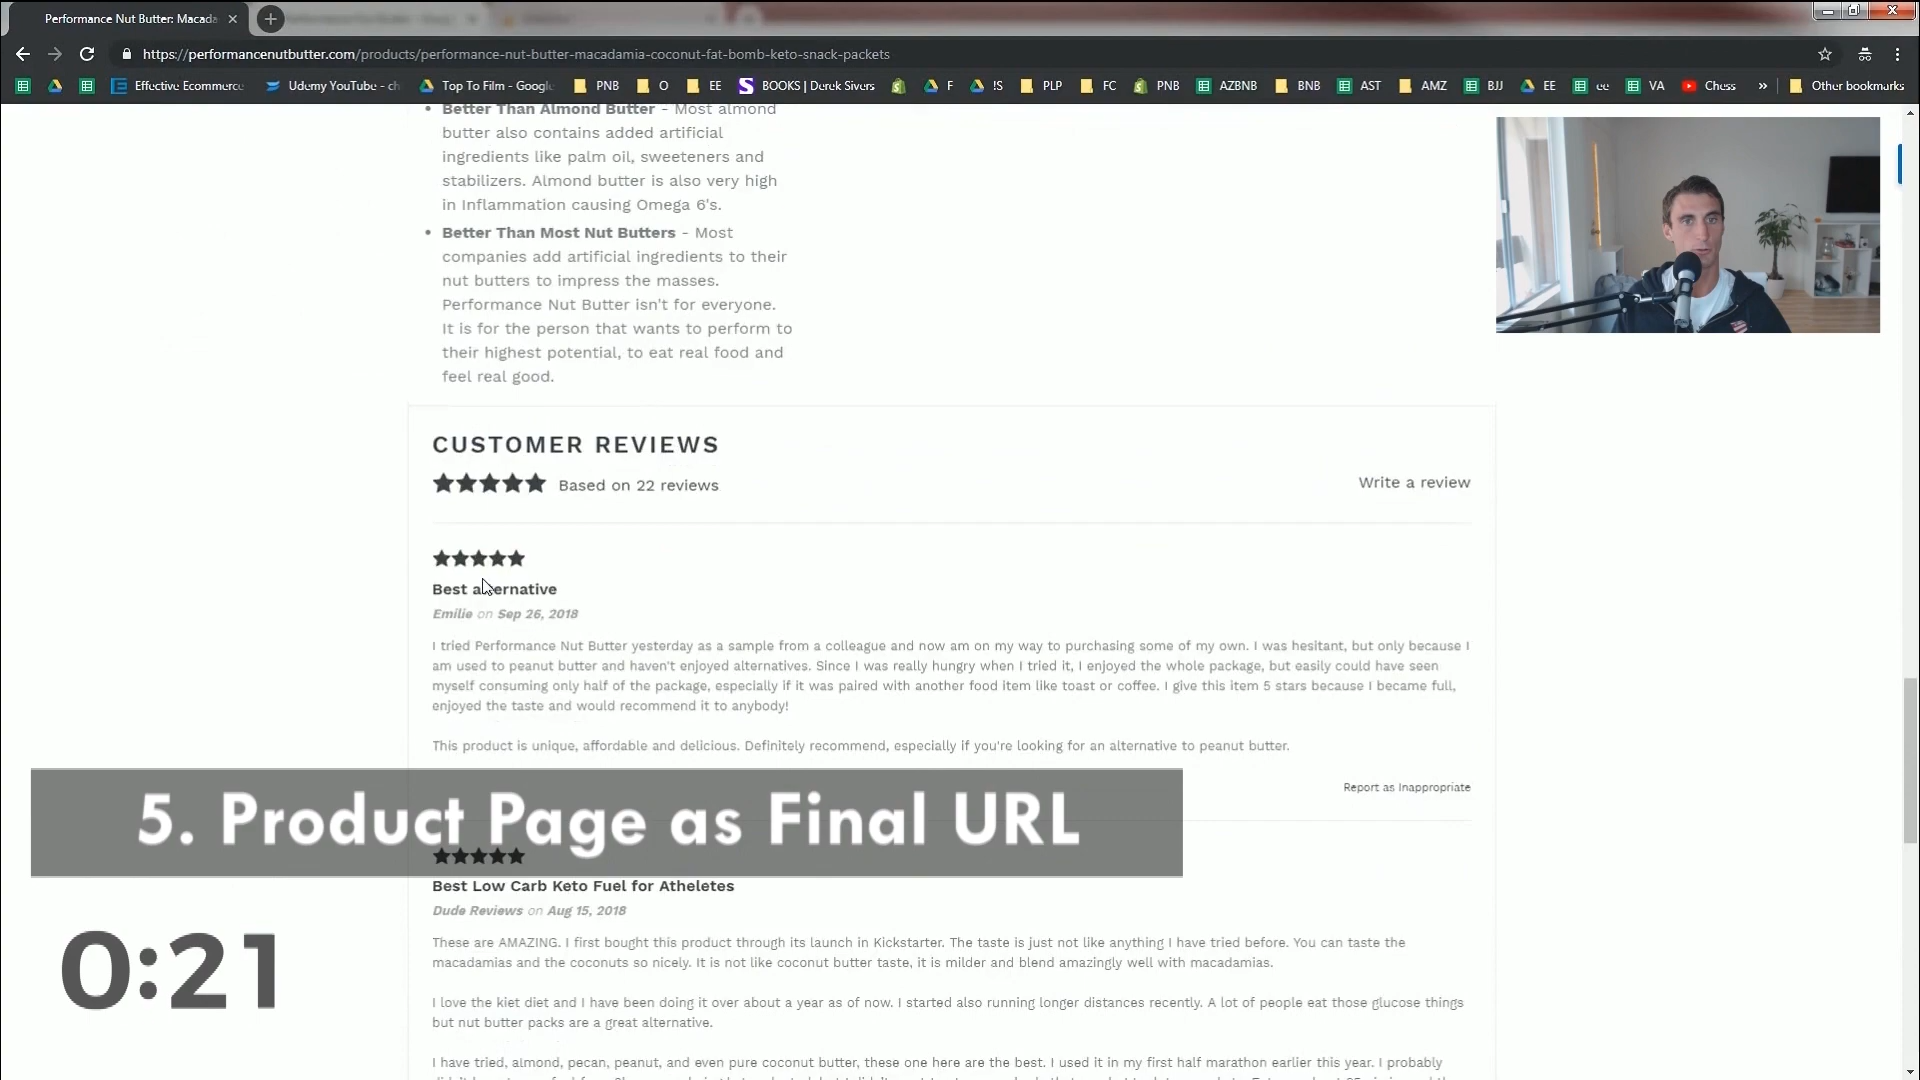 Performance Nut Butter: Macada
https://performancenutbutter.com/products/performance-nut-butter-macadamia-coconut-fat-bomb-keto-snack-packets
Effective Ecommerc Udemy YouTube - ch Top To Film - Google PNB O EE BOOKS | Derek Sivers F IS PLP FC PNB AZBNB BNB AST AMZ BJJ EE ee VA Chess » Other bookmarks
• Better Than Almond Butter - Most almond
butter also contains added artificial
ingredients like palm oil, sweeteners and
stabilizers. Almond butter is also very high
in Inflammation causing Omega 6's.
• Better Than Most Nut Butters - Most
companies add artificial ingredients to their
nut butters to impress the masses.
Performance Nut Butter isn't for everyone.
It is for the person that wants to perform to
their highest potential, to eat real food and
feel real good.
CUSTOMER REVIEWS
★★★★★ Based on 22 reviews
Write a review
★★★★★
Best alternative
Emilie on Sep 26, 2018
I tried Performance Nut Butter yesterday as a sample from a colleague and now am on my way to purchasing some of my own. I was hesitant, but only because I
am used to peanut butter and haven't enjoyed alternatives. Since I was really hungry when I tried it, I enjoyed the whole package, but easily could have seen
myself consuming only half of the package, especially if it was paired with another food item like toast or coffee. I give this item 5 stars because I became full,
enjoyed the taste and would recommend it to anybody!
This product is unique, affordable and delicious. Definitely recommend, especially if you're looking for an alternative to peanut butter.
Report as Inappropriate
5. Product Page as Final URL
★★★★★
Best Low Carb Keto Fuel for Atheletes
Dude Reviews on Aug 15, 2018
These are AMAZING. I first bought this product through its launch in Kickstarter. The taste is just not like anything I have tried before. You can taste the
macadamias and the coconuts so nicely. It is not like coconut butter taste, it is milder and blend amazingly well with macadamias.
0:21
I love the kiet diet and I have been doing it over about a year as of now. I started also running longer distances recently. A lot of people eat those glucose things
but nut butter packs are a great alternative.
I have tried, almond, pecan, peanut, and even pure coconut butter, these one here are the best. I used it in my first half marathon earlier this year. I probably